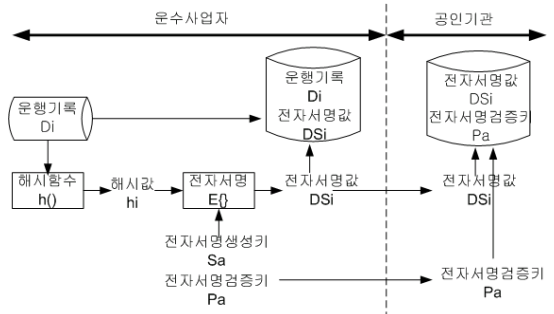 운수사업자
공인기관
운행기록
Di
운행기록
Di
전자서명값
DSi
전자서명값
DSi
전자서명검증키
Pa
해시함수
h()
해시값
hi
전자서명
E{}
전자서명값
DSi
전자서명값
DSi
전자서명생성키
Sa
전자서명검증키
Pa
전자서명검증키
Pa